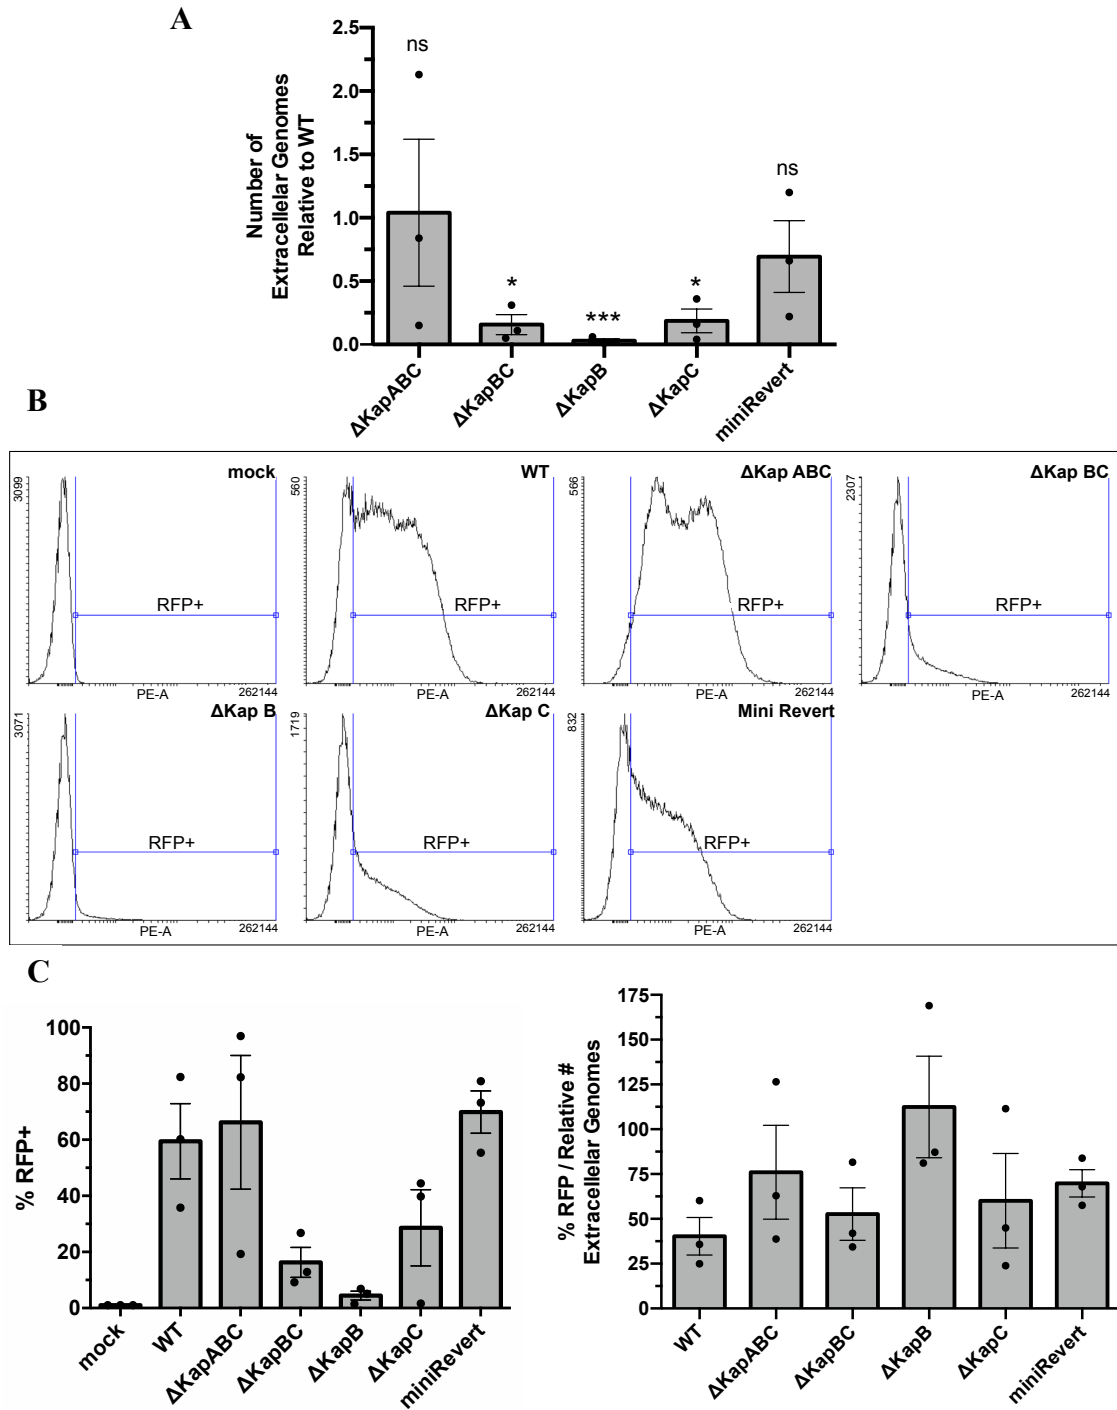 A
Number of
Extracellelar Genomes
Relative to WT
2.5
2.0
1.5
1.0
0.5
0.0
ns
*
***
*
ns
ΔKapABC
ΔKapBC
ΔKapB
ΔKapC
miniRevert
B
mock
3099
RFP+
PE-A
262144
WT
560
RFP+
PE-A
262144
ΔKap ABC
566
RFP+
PE-A
262144
ΔKap BC
2307
RFP+
PE-A
262144
ΔKap B
3071
RFP+
PE-A
262144
ΔKap C
1719
RFP+
PE-A
262144
Mini Revert
832
RFP+
PE-A
262144
C
% RFP+
100
80
60
40
20
0
mock
WT
ΔKapABC
ΔKapBC
ΔKapB
ΔKapC
miniRevert
% RFP / Relative #
Extracellelar Genomes
175
150
125
100
75
50
25
0
WT
ΔKapABC
ΔKapBC
ΔKapB
ΔKapC
miniRevert